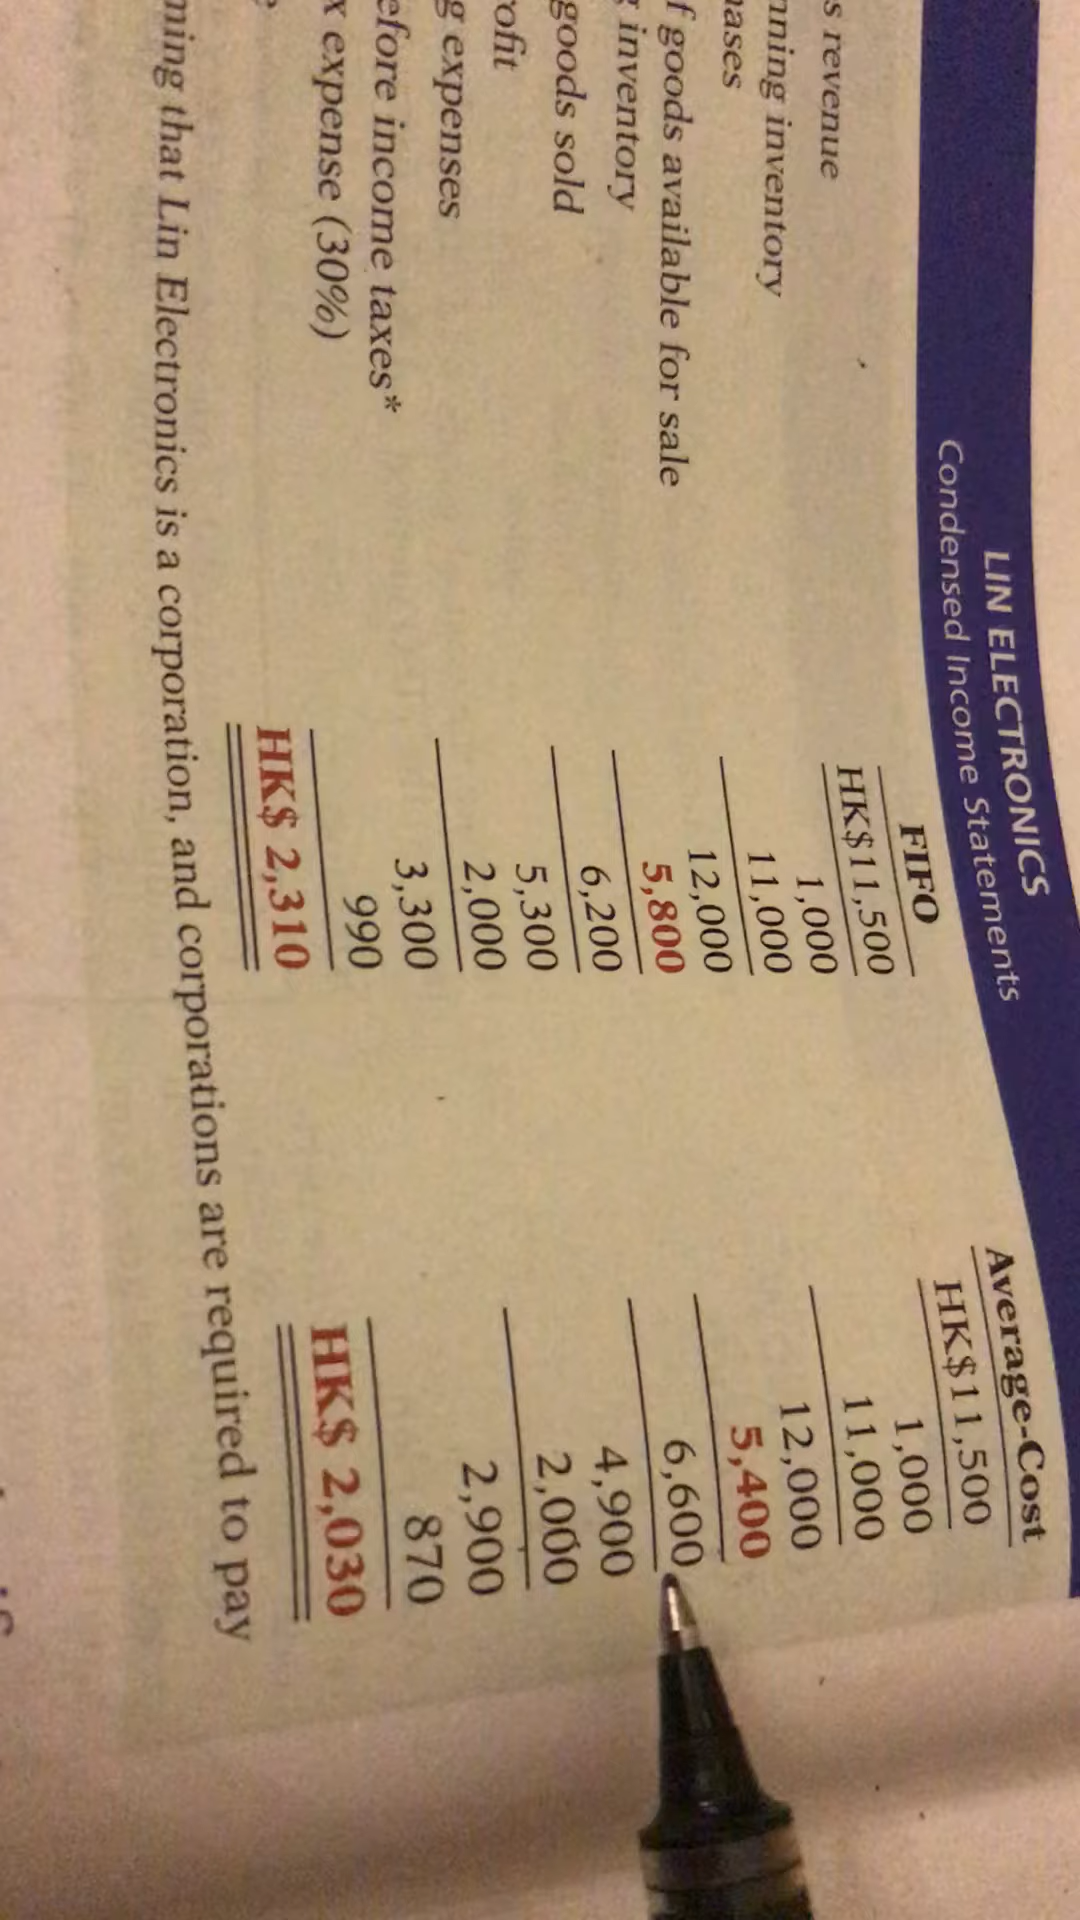 LIN ELECTRONICS
Condensed Income Statements
FIFO Average-Cost
s revenue HK$11,500 HK$11,500
nning inventory 1,000 1,000
hases 11,000 11,000
f goods available for sale 12,000 12,000
g inventory 5,800 5,400
goods sold 6,200 6,600
rofit 5,300 4,900
g expenses 2,000 2,000
efore income taxes* 3,300 2,900
x expense (30%) 990 870
e HK$ 2,310 HK$ 2,030
ming that Lin Electronics is a corporation, and corporations are required to pay